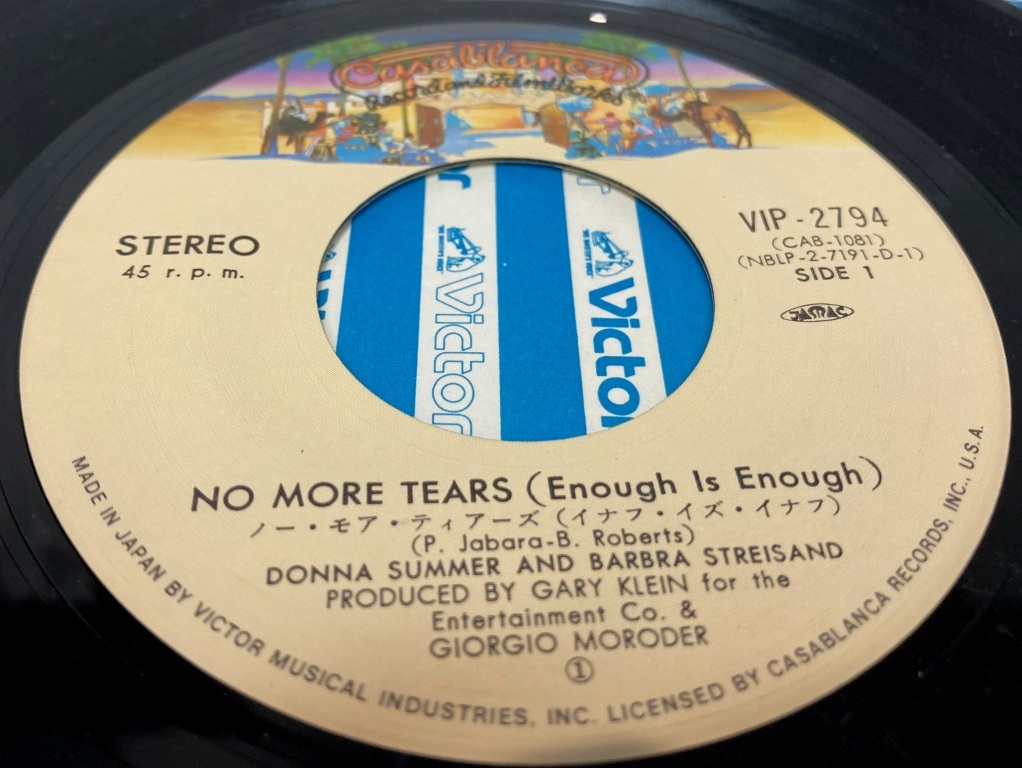 Casablanca
Record and FilmWorks
STEREO
45 r.p.m.
VIP-2794
(CAB-1081)
(NBLP-2-7191-D-1)
SIDE 1
JASRAC
Victor
Victor
NO MORE TEARS (Enough Is Enough)
ノー・モア・ティアーズ (イナフ・イズ・イナフ)
(P. Jabara-B. Roberts)
DONNA SUMMER AND BARBRA STREISAND
PRODUCED BY GARY KLEIN for the
Entertainment Co. &
GIORGIO MORODER
①
MADE IN JAPAN BY VICTOR MUSICAL INDUSTRIES, INC. LICENSED BY CASABLANCA RECORDS, INC., U.S.A.